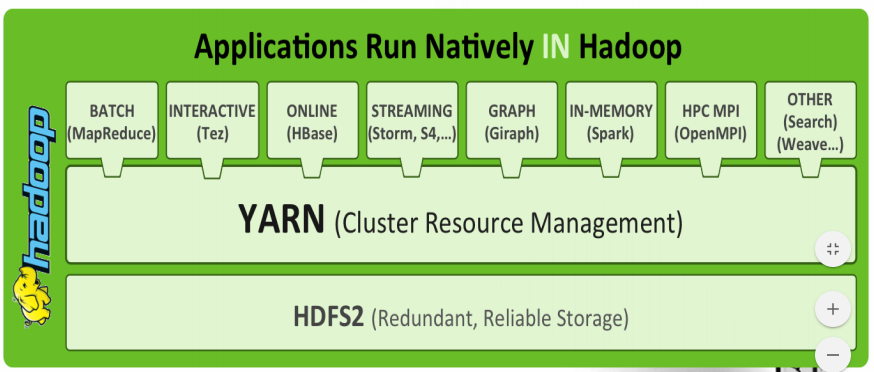 Applications Run Natively IN Hadoop
hadoop
BATCH
(MapReduce)
INTERACTIVE
(Tez)
ONLINE
(HBase)
STREAMING
(Storm, S4,...)
GRAPH
(Giraph)
IN-MEMORY
(Spark)
HPC MPI
(OpenMPI)
OTHER
(Search)
(Weave...)
YARN (Cluster Resource Management)
HDFS2 (Redundant, Reliable Storage)